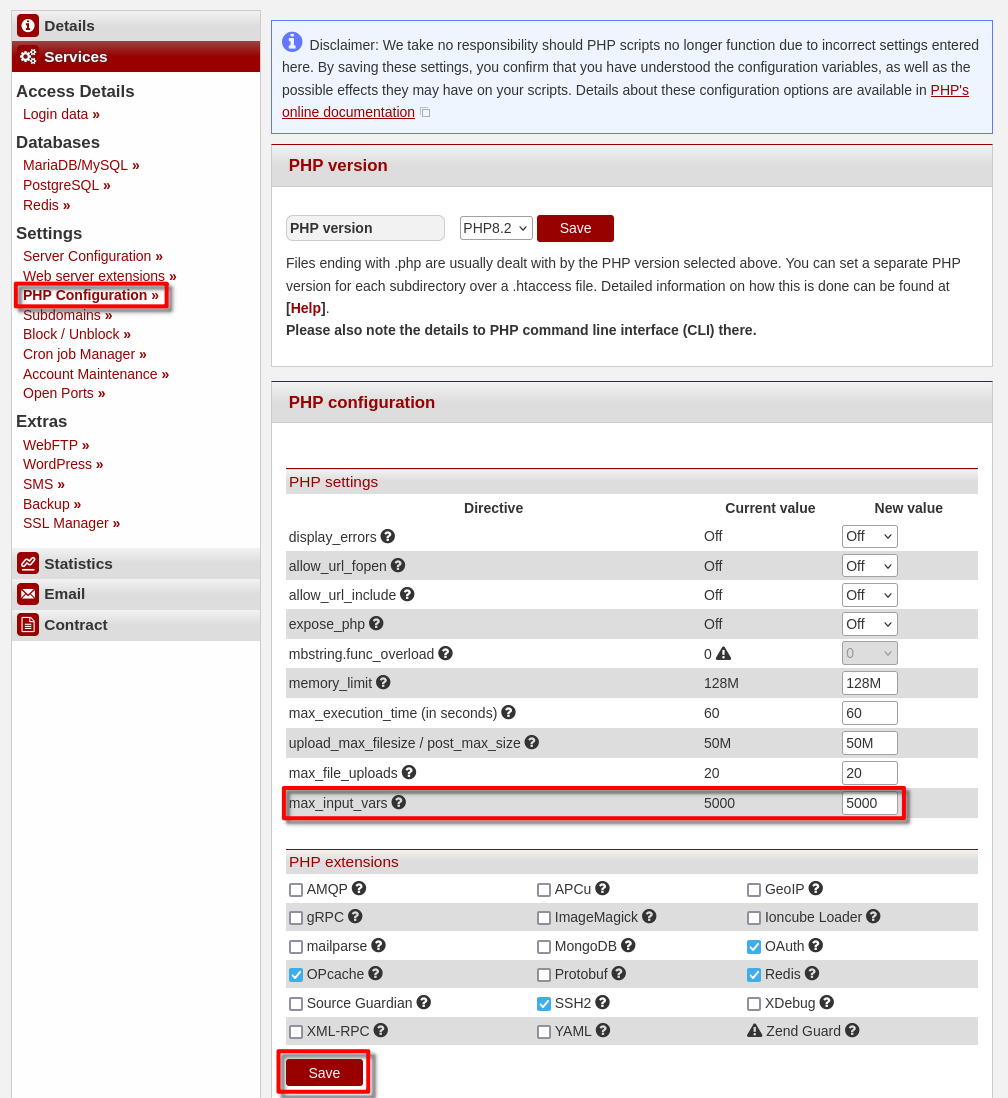 Details
Services
Access Details
Login data »
Databases
MariaDB/MySQL »
PostgreSQL »
Redis »
Settings
Server Configuration »
Web server extensions »
PHP Configuration »
Subdomains »
Block / Unblock »
Cron job Manager »
Account Maintenance »
Open Ports »
Extras
WebFTP »
WordPress »
SMS »
Backup »
SSL Manager »
Statistics
Email
Contract
Disclaimer: We take no responsibility should PHP scripts no longer function due to incorrect settings entered
here. By saving these settings, you confirm that you have understood the configuration variables, as well as the
possible effects they may have on your scripts. Details about these configuration options are available in PHP's
online documentation
PHP version
PHP version PHP8.2 Save
Files ending with .php are usually dealt with by the PHP version selected above. You can set a separate PHP
version for each subdirectory over a .htaccess file. Detailed information on how this is done can be found at
[Help].
Please also note the details to PHP command line interface (CLI) there.
PHP configuration
PHP settings
Directive Current value New value
display_errors Off Off
allow_url_fopen Off Off
allow_url_include Off Off
expose_php Off Off
mbstring.func_overload 0 0
memory_limit 128M 128M
max_execution_time (in seconds) 60 60
upload_max_filesize / post_max_size 50M 50M
max_file_uploads 20 20
max_input_vars 5000 5000
PHP extensions
AMQP APCu GeoIP
gRPC ImageMagick Ioncube Loader
mailparse MongoDB OAuth
OPcache Protobuf Redis
Source Guardian SSH2 XDebug
XML-RPC YAML Zend Guard
Save